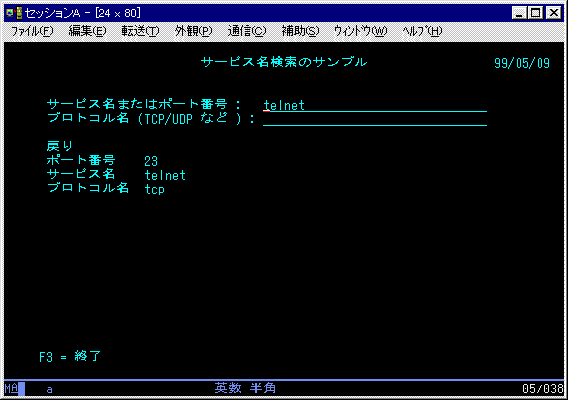 セッションA - [24 x 80]
ファイル(F) 編集(E) 転送(T) 外観(P) 通信(C) 補助(S) ウィンドウ(W) ヘルプ(H)
サービス名検索のサンプル 99/05/09
サービス名またはポート番号 : telnet
プロトコル名 (TCP/UDP など ) :
戻り
ポート番号 23
サービス名 telnet
プロトコル名 tcp
F3 = 終了
MA a 英数 半角 05/038